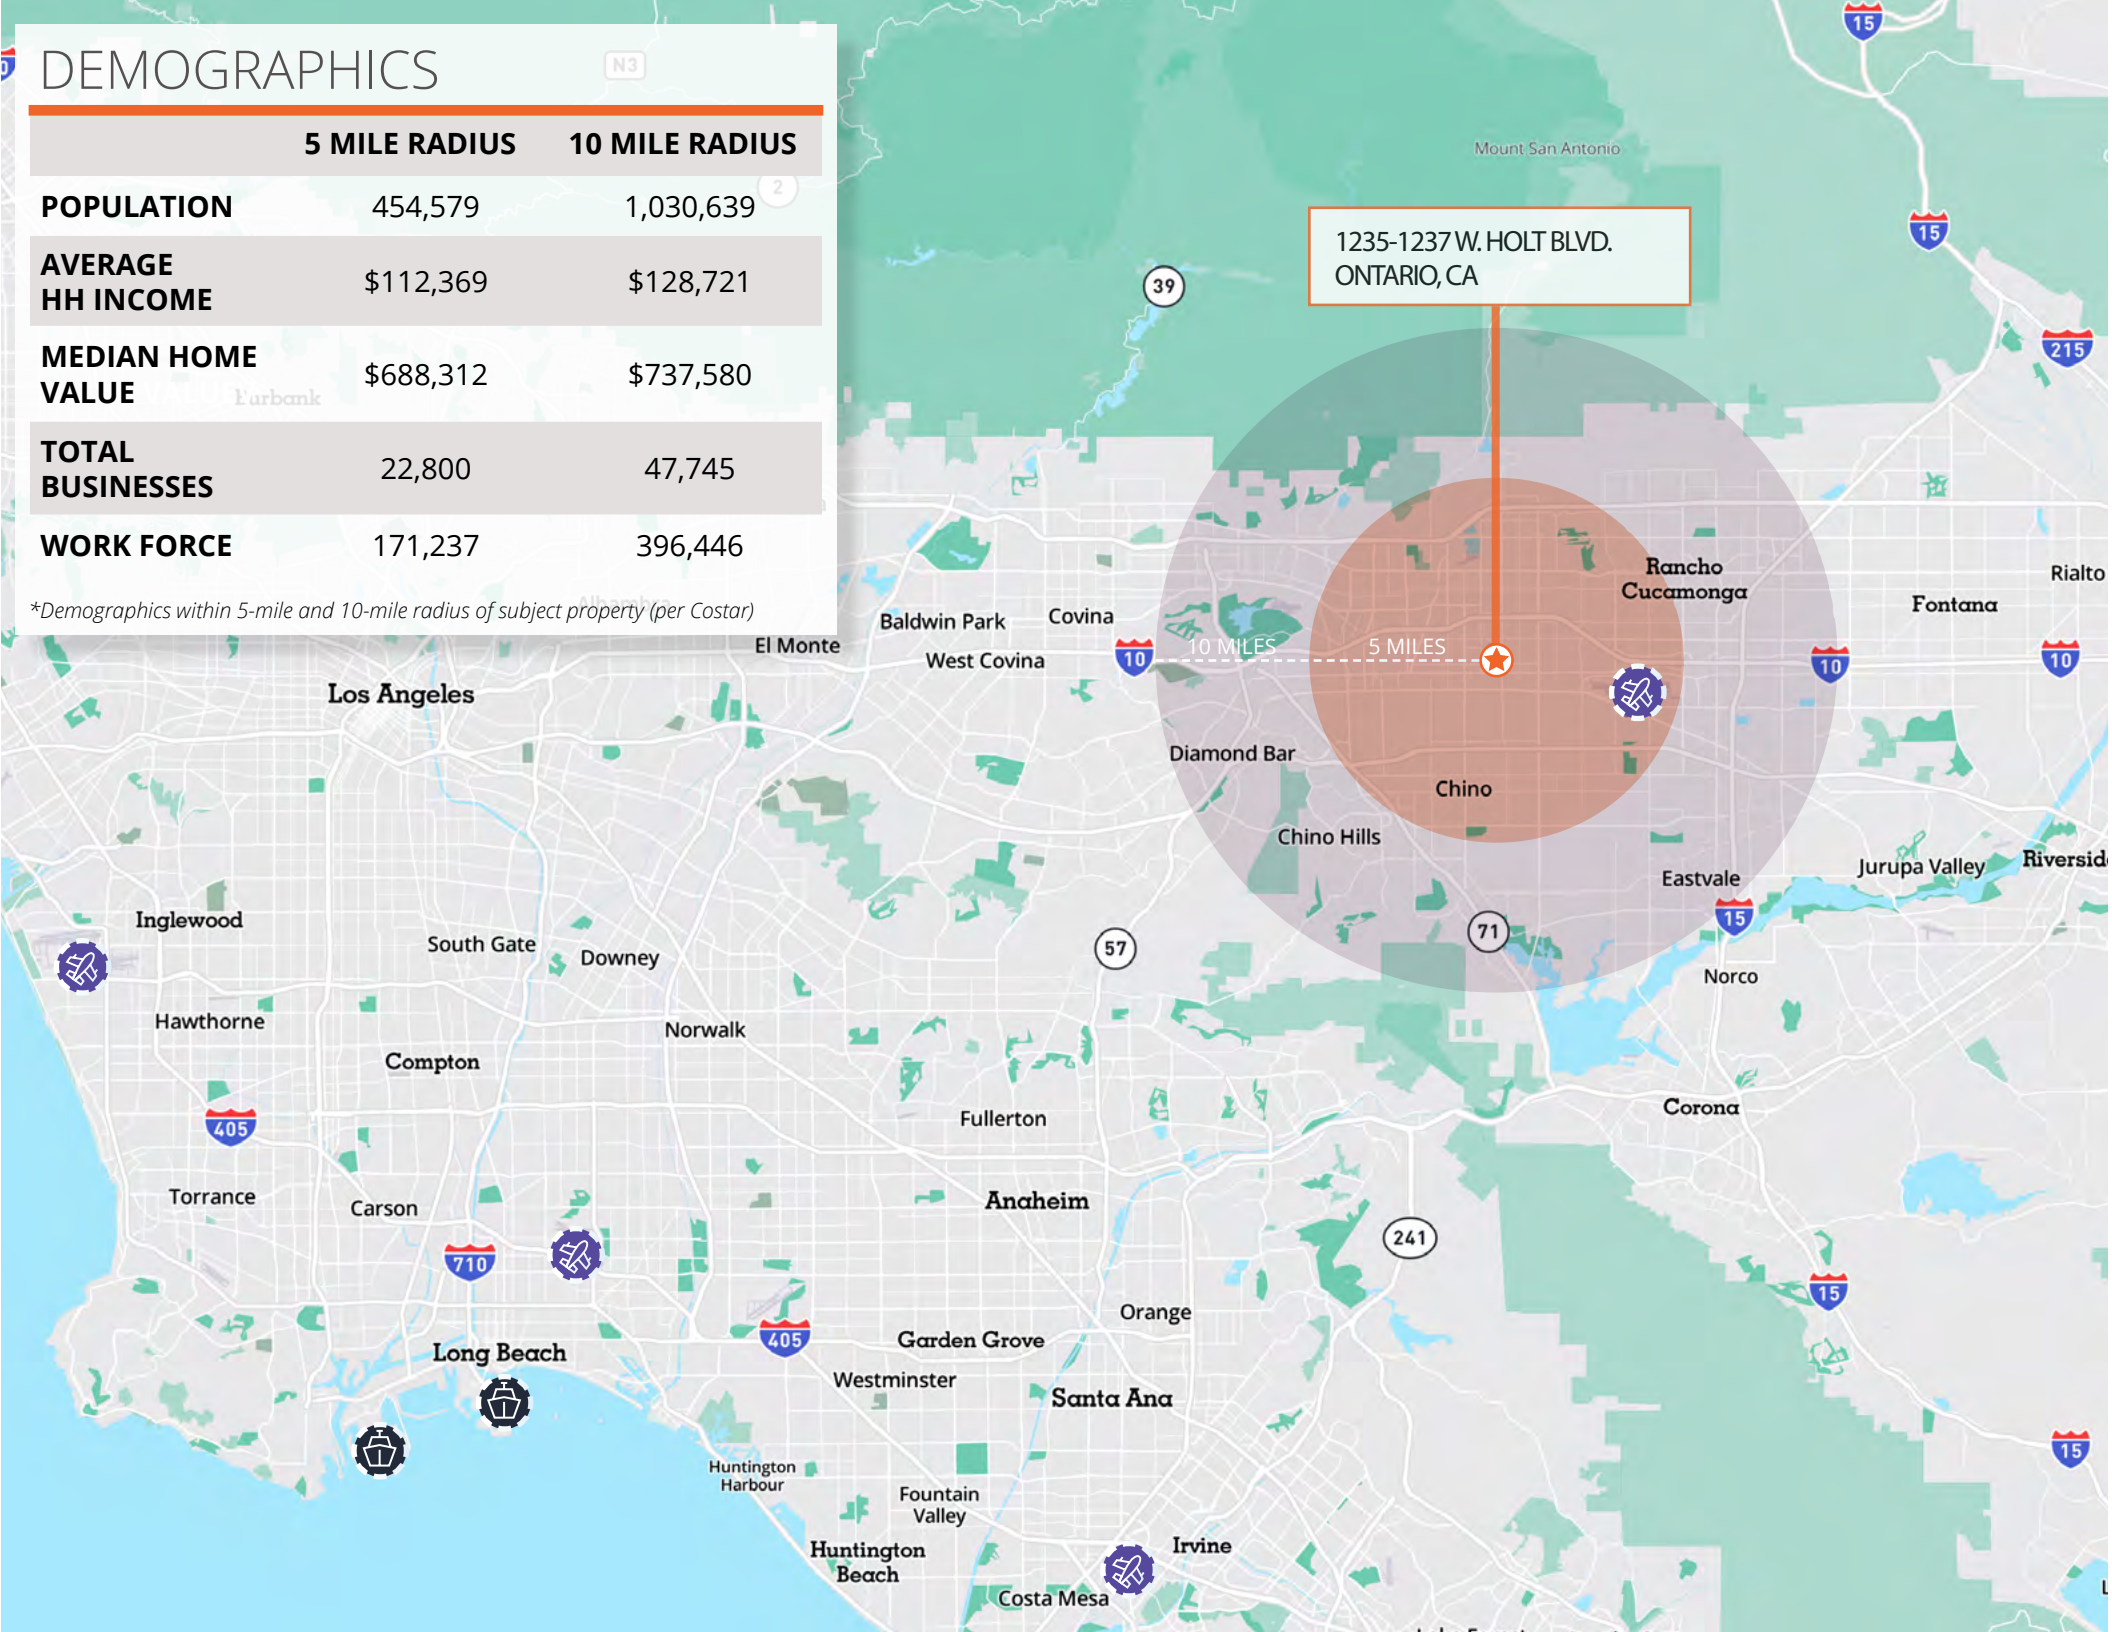 DEMOGRAPHICS
5 MILE RADIUS 10 MILE RADIUS
POPULATION 454,579 1,030,639
AVERAGE
HH INCOME $112,369 $128,721
MEDIAN HOME
VALUE $688,312 $737,580
TOTAL
BUSINESSES 22,800 47,745
WORK FORCE 171,237 396,446
*Demographics within 5-mile and 10-mile radius of subject property (per Costar)
N3
2
Burbank
Alhambra
15
Mount San Antonio
1235-1237 W. HOLT BLVD.
ONTARIO, CA
15
39
215
Rancho
Cucamonga
Rialto
Fontana
Baldwin Park
Covina
El Monte
West Covina
10
10 MILES
5 MILES
10
10
Los Angeles
Diamond Bar
Chino
Chino Hills
Jurupa Valley
Eastvale
15
Inglewood
South Gate
Downey
57
71
Norco
Hawthorne
Norwalk
Compton
Corona
405
Fullerton
Torrance
Carson
Anaheim
241
710
15
Orange
405
Garden Grove
Long Beach
Westminster
Santa Ana
15
Huntington
Harbour
Fountain
Valley
Huntington
Beach
Irvine
Costa Mesa